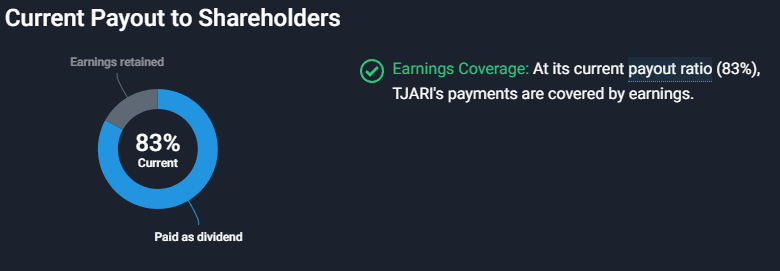 Current Payout to Shareholders
Earnings retained
83%
Current
Paid as dividend
Earnings Coverage: At its current payout ratio (83%),
TJARI's payments are covered by earnings.